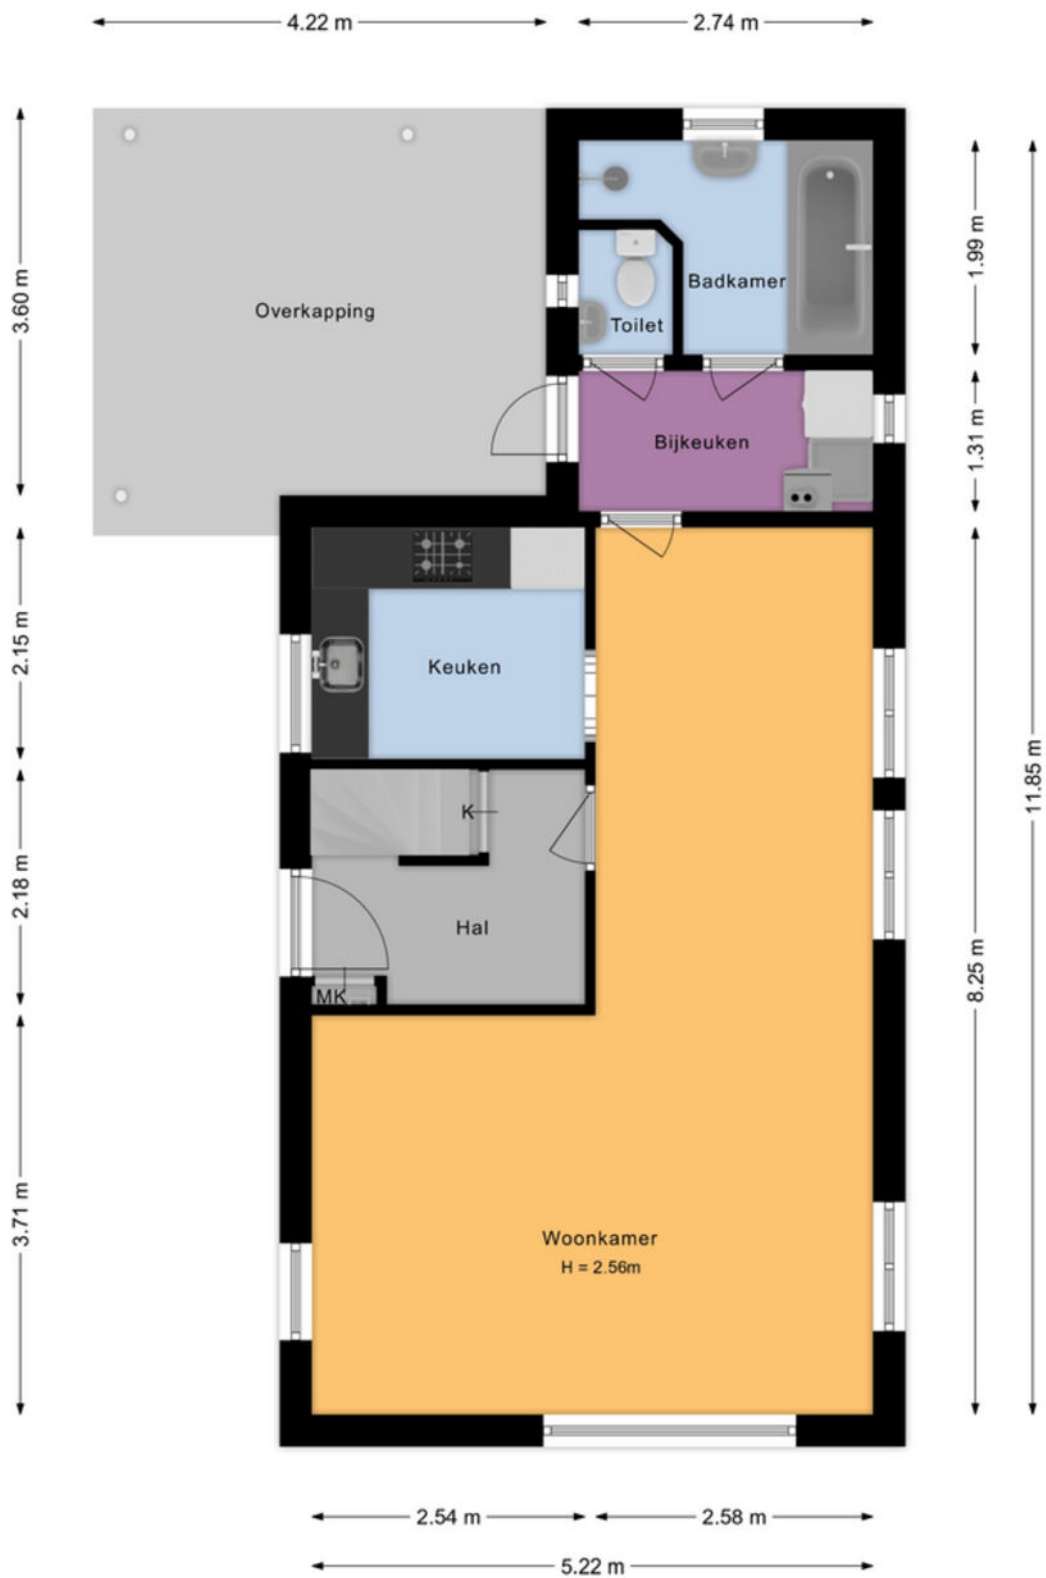 4.22 m
2.74 m
3.60 m
1.99 m
Overkapping
Badkamer
Toilet
1.31 m
Bijkeuken
2.15 m
Keuken
11.85 m
K
2.18 m
Hal
8.25 m
MK
3.71 m
Woonkamer
H = 2.56m
2.54 m
2.58 m
5.22 m